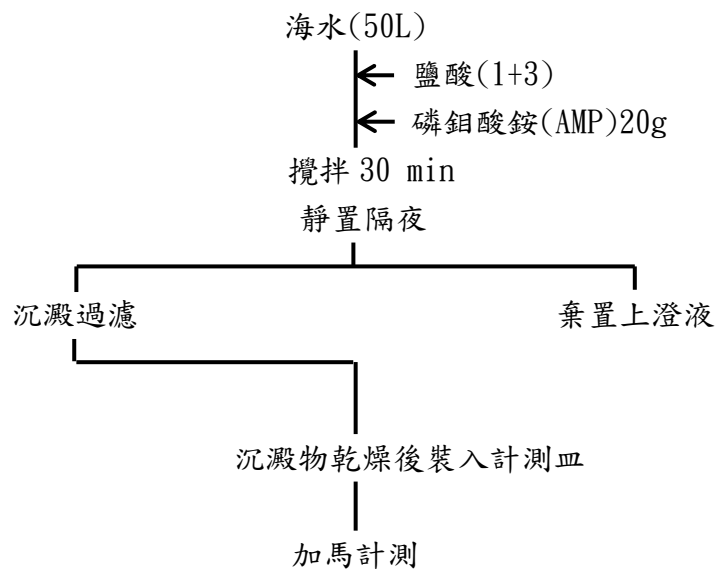 海水(50L)
鹽酸(1+3)
磷鉬酸銨(AMP)20g
攪拌 30 min
靜置隔夜
沉澱過濾
棄置上澄液
沉澱物乾燥後裝入計測皿
加馬計測